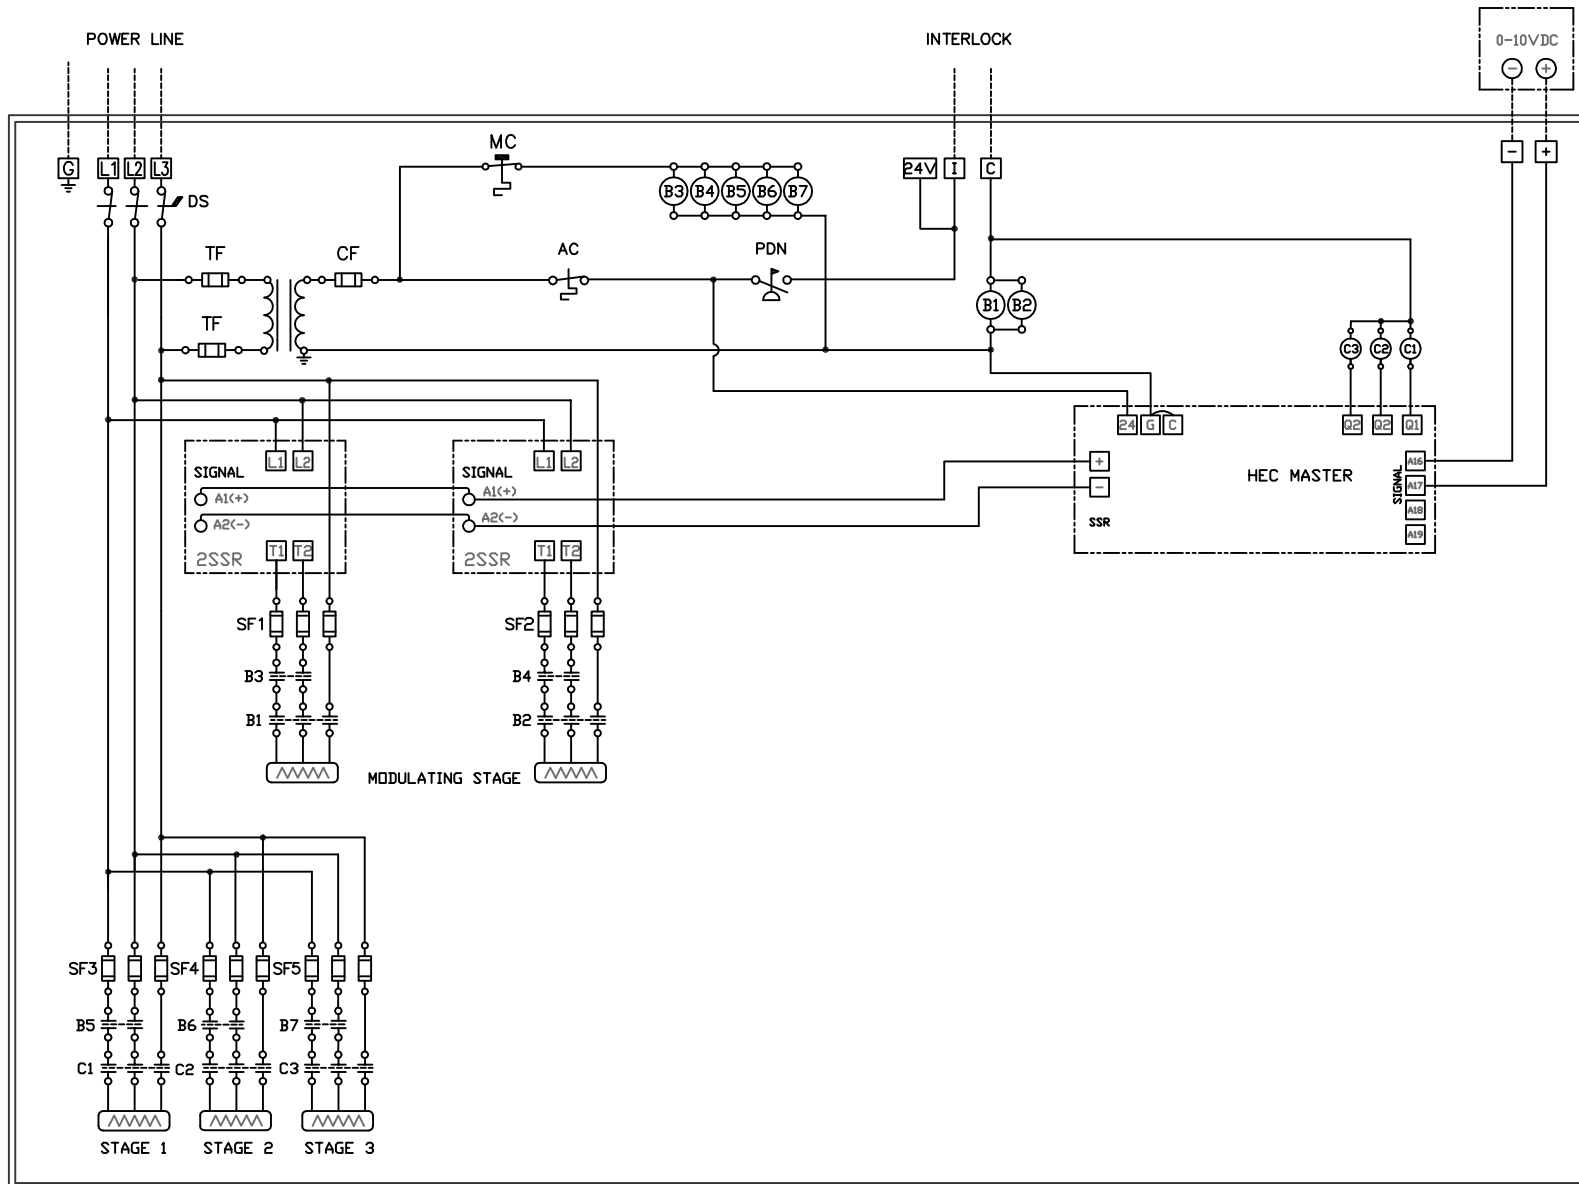 POWER LINE
INTERLOCK
0-10VDC
- +
G L1 L2 L3
DS
MC
B3 B4 B5 B6 B7
24V I C
- +
TF
CF
AC
PDN
TF
B1 B2
C3 C2 C1
24 G C
Q2 Q2 Q1
L1 L2
SIGNAL
A1(+)
A2(-)
T1 T2
2SSR
L1 L2
SIGNAL
A1(+)
A2(-)
T1 T2
2SSR
+
-
SSR
HEC MASTER
SIGNAL
A16
A17
A18
A19
SF1
SF2
B3
B4
B1
B2
MODULATING STAGE
SF3
SF4
SF5
B5
B6
B7
C1
C2
C3
STAGE 1
STAGE 2
STAGE 3